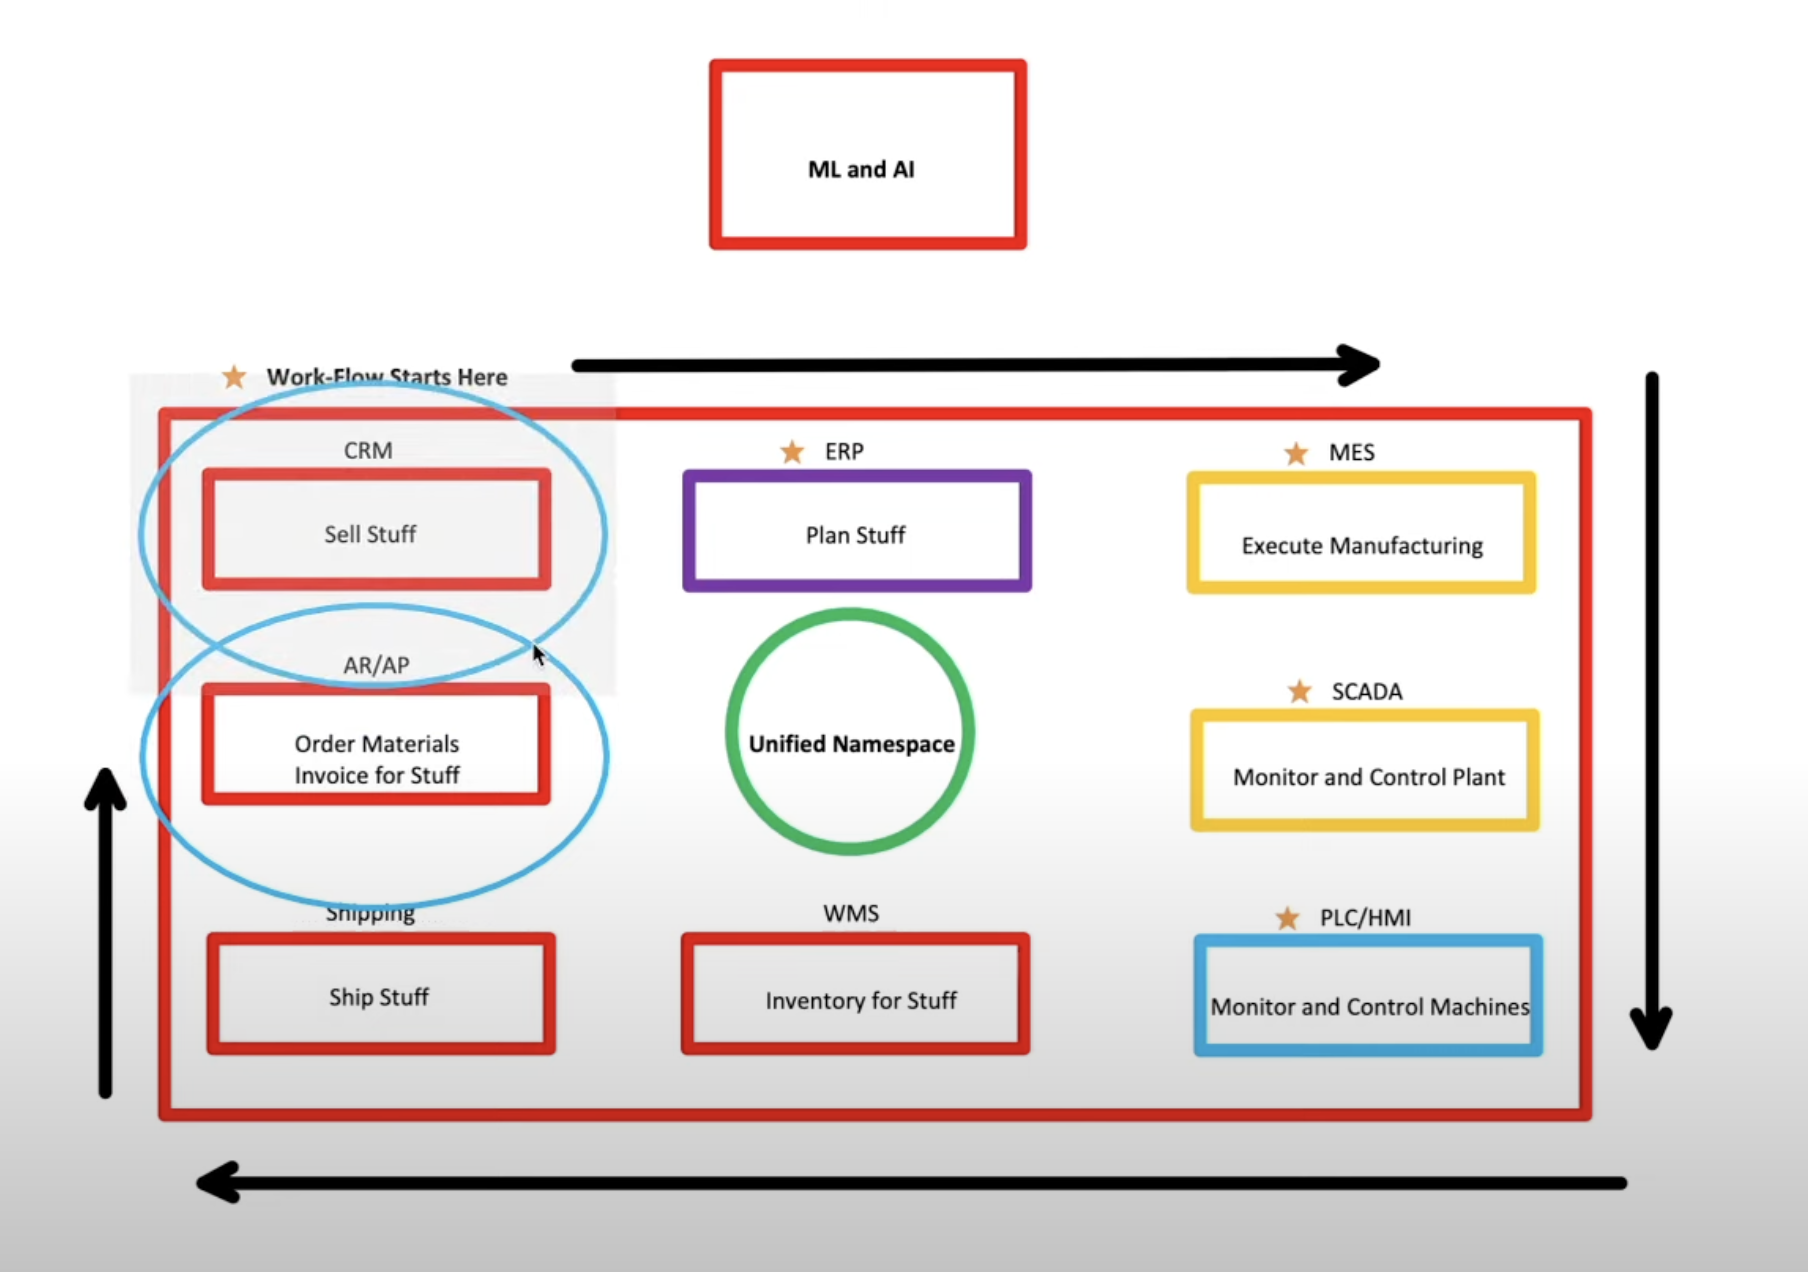 ML and AI
Work-Flow Starts Here
CRM
Sell Stuff
ERP
Plan Stuff
MES
Execute Manufacturing
AR/AP
Order Materials
Invoice for Stuff
Unified Namespace
SCADA
Monitor and Control Plant
Shipping
Ship Stuff
WMS
Inventory for Stuff
PLC/HMI
Monitor and Control Machines